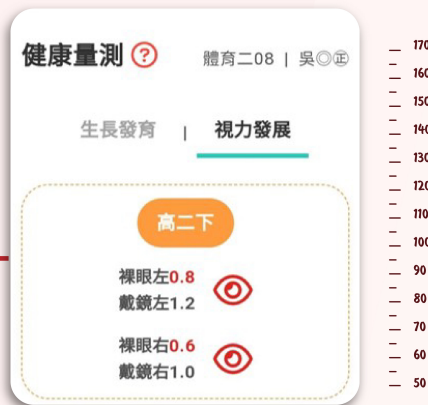 健康量測 ?
體育二08 | 吳◎㊣
生長發育 | 視力發展
高二下
裸眼左0.8
戴鏡左1.2
裸眼右0.6
戴鏡右1.0
170
160
150
140
130
120
110
100
90
80
70
60
50